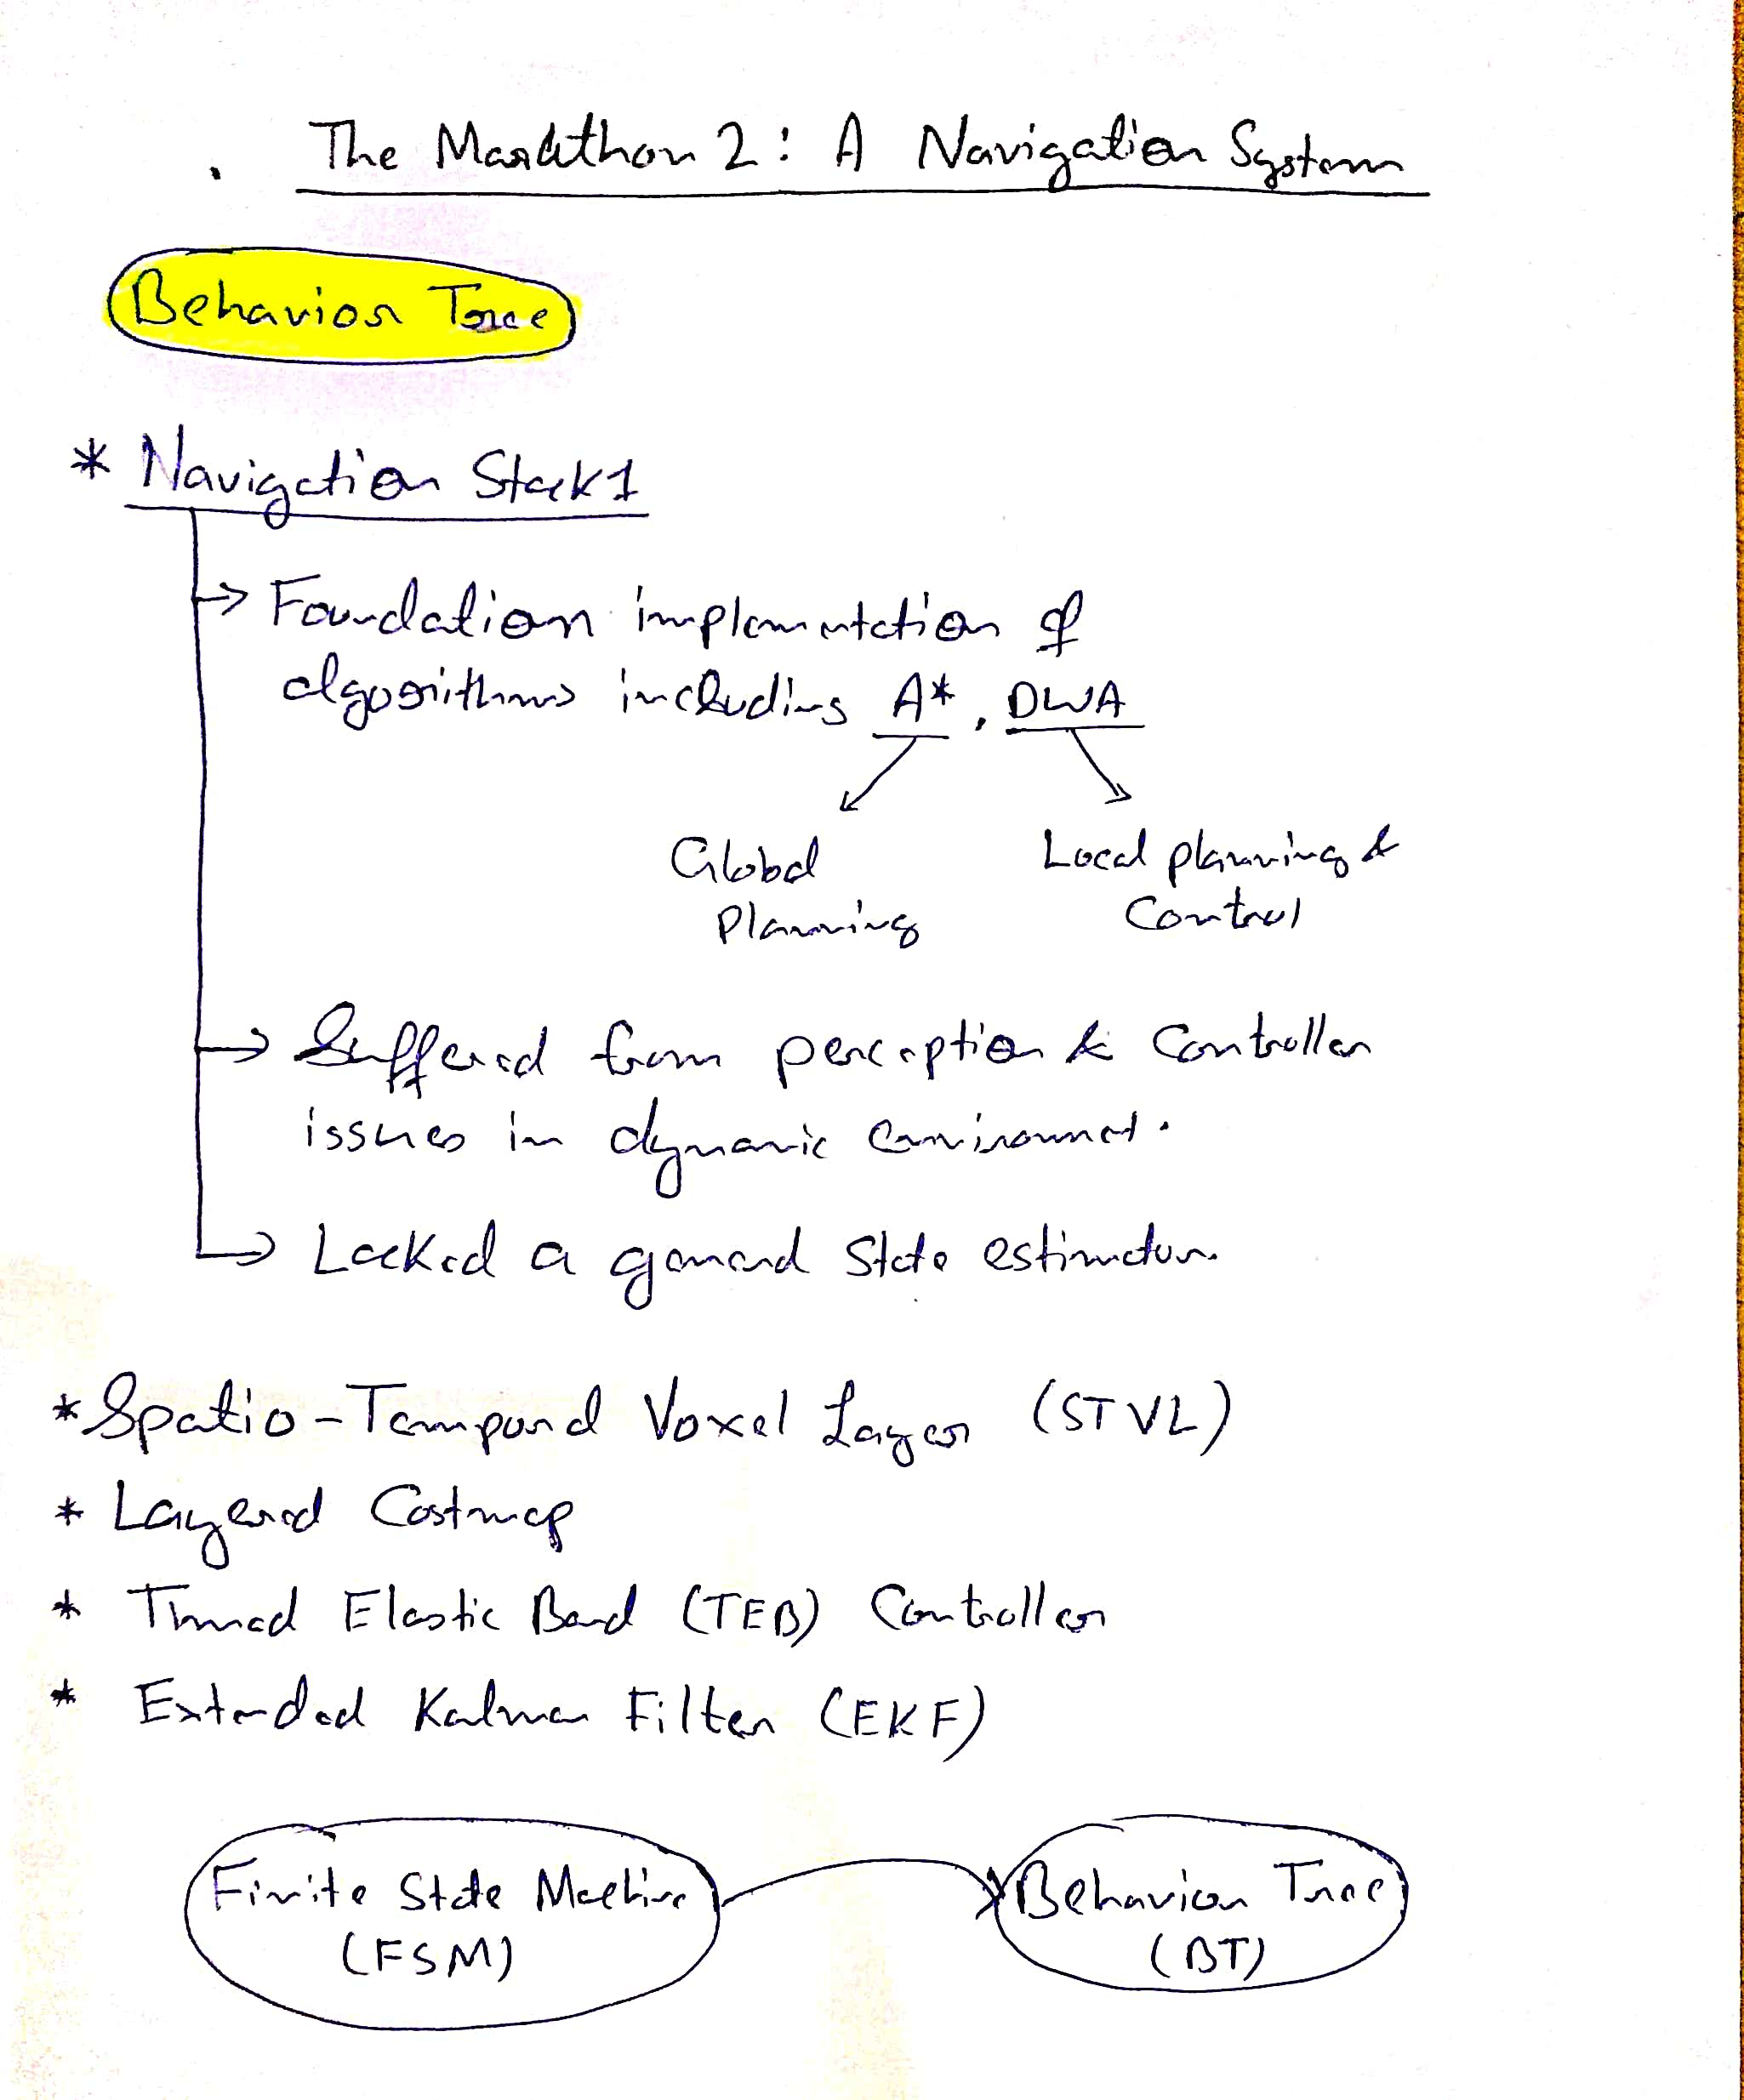 The Marathon 2: A Navigation System
Behavior Tree
* Navigation Stack 1
→ Foundation implementation of
algorithms including A*, DWA
Global Planning
Local planning & Control
→ Suffered from perception & Controller
issues in dynamic environment.
→ Lacked a general State estimator.
* Spatio-Temporal Voxel Layer (STVL)
* Layered Costmap
* Timed Elastic Band (TEB) Controller
* Extended Kalman Filter (EKF)
Finite State Machine (FSM)
Behavior Tree (BT)